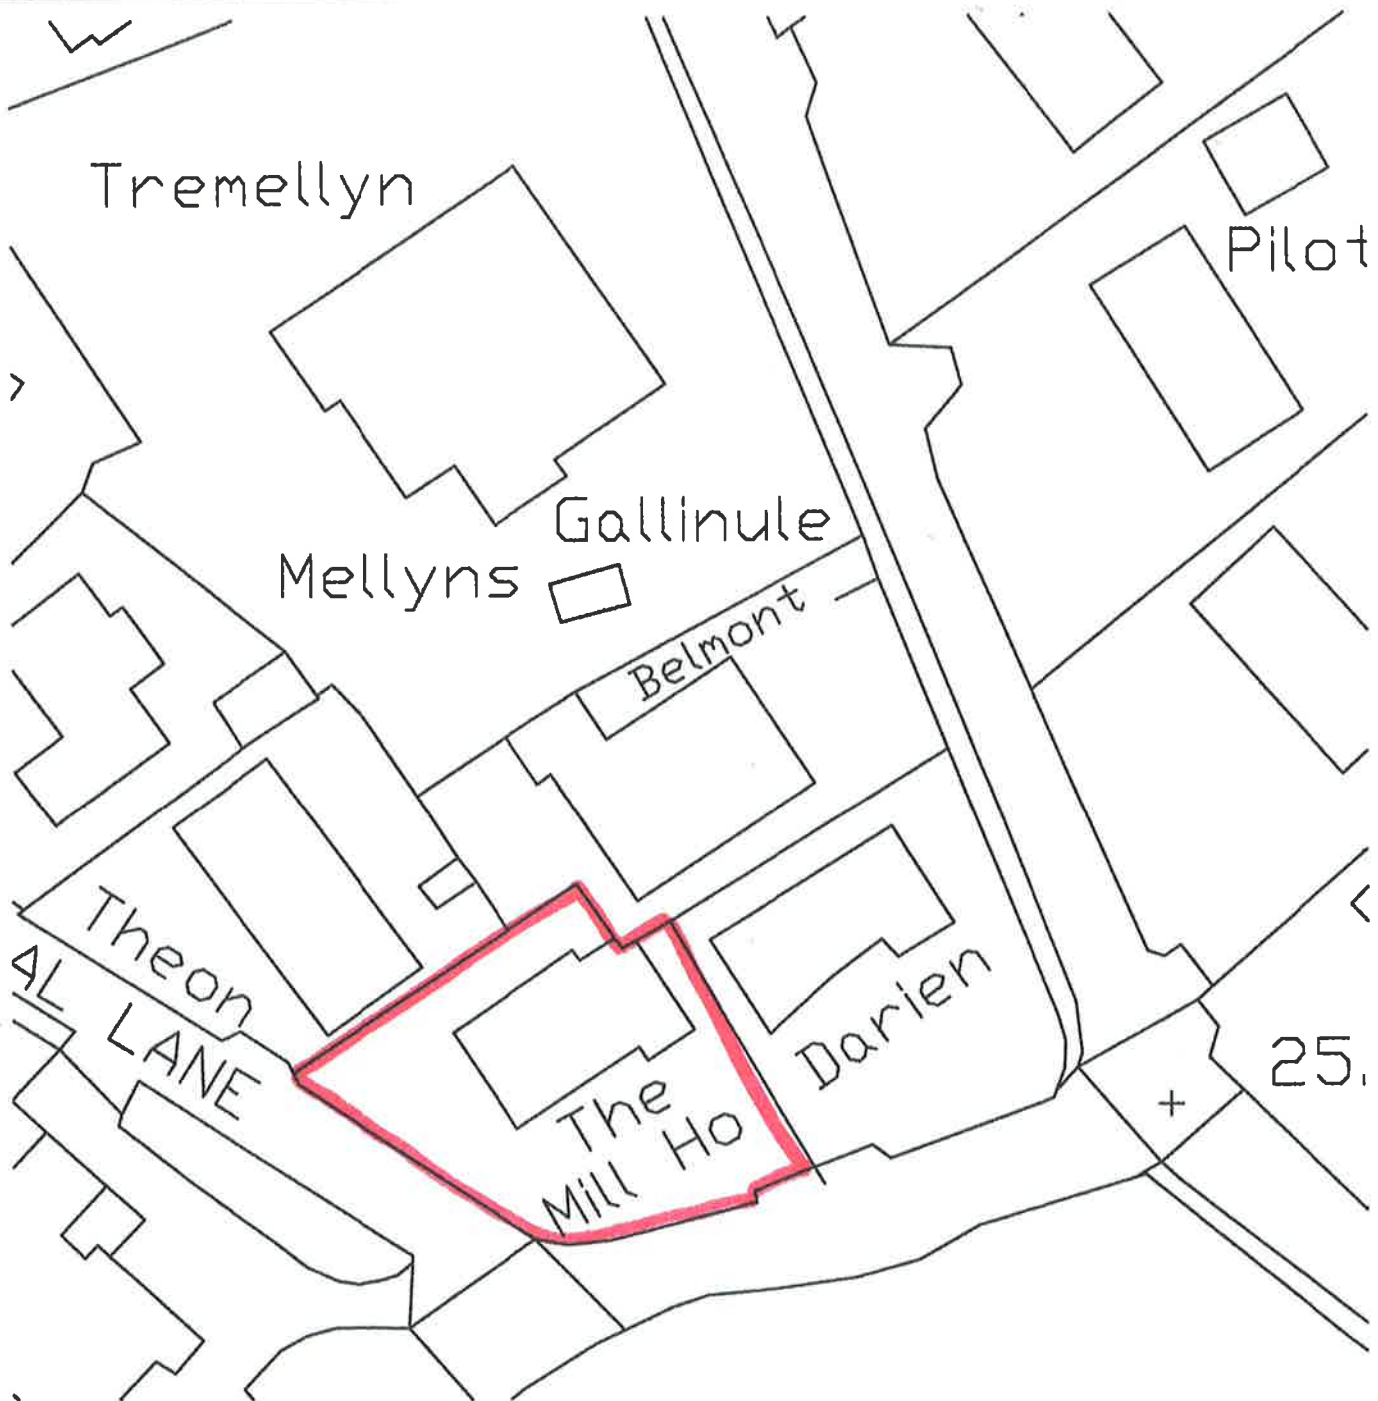 Tremellyn
Pilot
Gallinule
Mellyns
Belmont
Theon
AL LANE
Darien
25.
The
Mill Ho
+